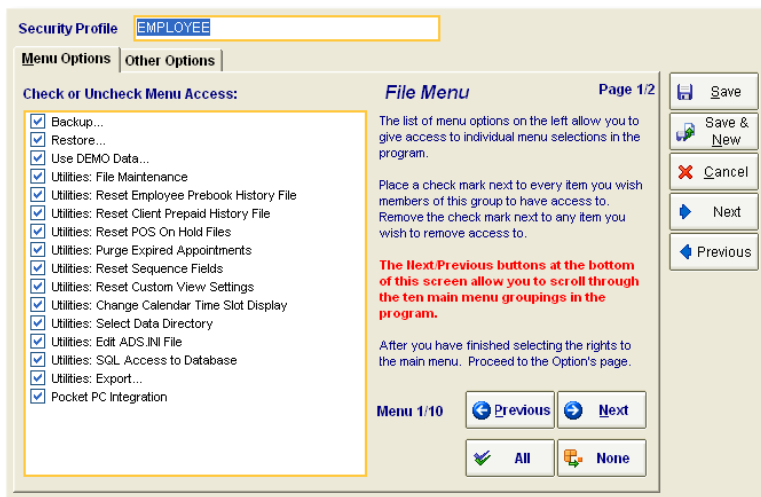 Security Profile EMPLOYEE
Menu Options Other Options
Check or Uncheck Menu Access:
Backup...
Restore...
Use DEMO Data...
Utilities: File Maintenance
Utilities: Reset Employee Prebook History File
Utilities: Reset Client Prepaid History File
Utilities: Reset POS On Hold Files
Utilities: Purge Expired Appointments
Utilities: Reset Sequence Fields
Utilities: Reset Custom View Settings
Utilities: Change Calendar Time Slot Display
Utilities: Select Data Directory
Utilities: Edit ADS.INI File
Utilities: SQL Access to Database
Utilities: Export...
Pocket PC Integration
File Menu Page 1/2
The list of menu options on the left allow you to
give access to individual menu selections in the
program.
Place a check mark next to every item you wish
members of this group to have access to.
Remove the check mark next to any item you
wish to remove access to.
The Next/Previous buttons at the bottom
of this screen allow you to scroll through
the ten main menu groupings in the
program.
After you have finished selecting the rights to
the main menu. Proceed to the Option's page.
Menu 1/10 Previous Next
All None
Save
Save &
New
Cancel
Next
Previous